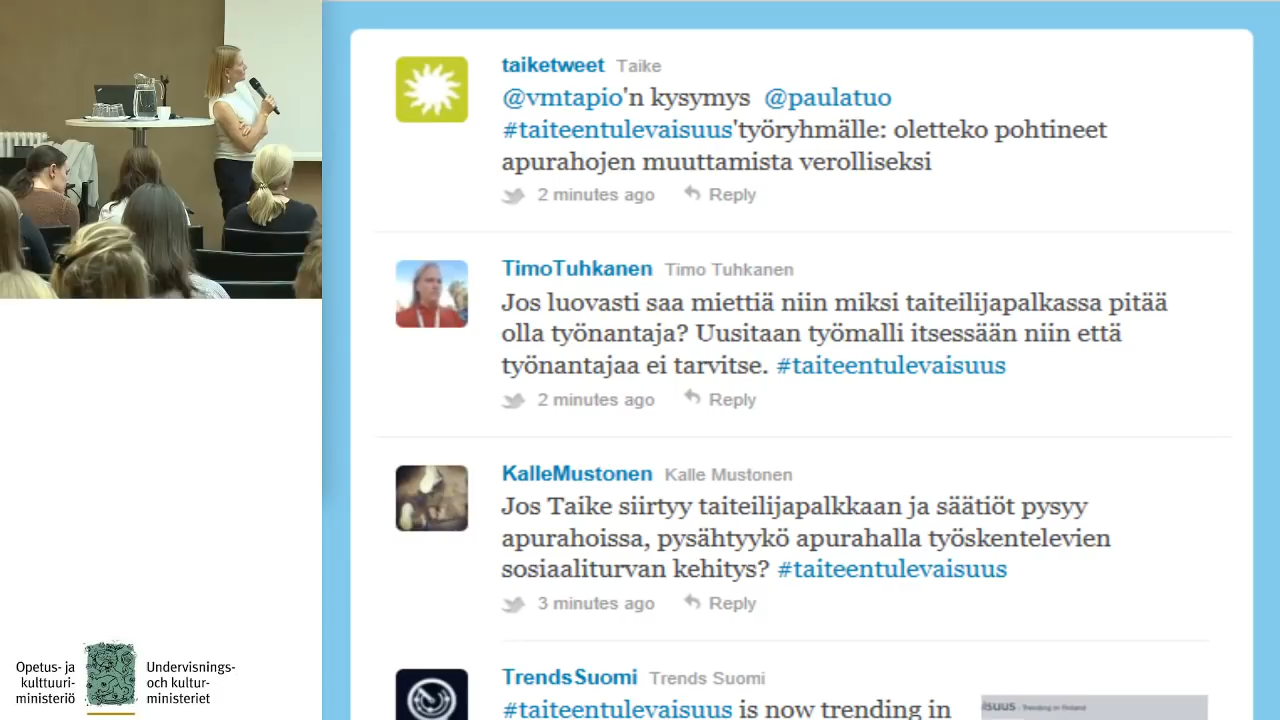 taiketweet Taike
@vmtapio'n kysymys @paulatuo
#taiteentulevaisuus'työryhmälle: oletteko pohtineet
apurahojen muuttamista verolliseksi
2 minutes ago Reply
TimoTuhkanen Timo Tuhkanen
Jos luovasti saa miettiä niin miksi taiteilijapalkassa pitää
olla työnantaja? Uusitaan työmalli itsessään niin että
työnantajaa ei tarvitse. #taiteentulevaisuus
2 minutes ago Reply
KalleMustonen Kalle Mustonen
Jos Taike siirtyy taiteilijapalkkaan ja säätiöt pysyy
apurahoissa, pysähtyykö apurahalla työskentelevien
sosiaaliturvan kehitys? #taiteentulevaisuus
3 minutes ago Reply
TrendsSuomi Trends Suomi
#taiteentulevaisuus is now trending in
Trending in Finland
Opetus- ja
kulttuuri-
ministeriö
Undervisnings-
och kultur-
ministeriet